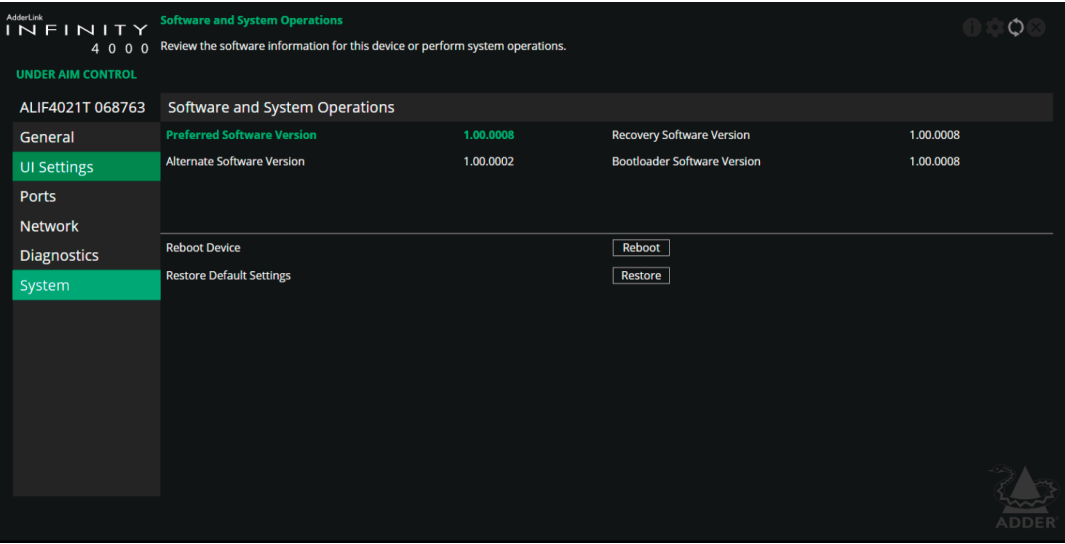 AdderLink
INFINITY
4000
Software and System Operations
Review the software information for this device or perform system operations.
UNDER AIM CONTROL
ALIF4021T 068763
Software and System Operations
General
Preferred Software Version 1.00.0008 Recovery Software Version 1.00.0008
UI Settings
Alternate Software Version 1.00.0002 Bootloader Software Version 1.00.0008
Ports
Network
Diagnostics
Reboot Device Reboot
System
Restore Default Settings Restore
ADDER